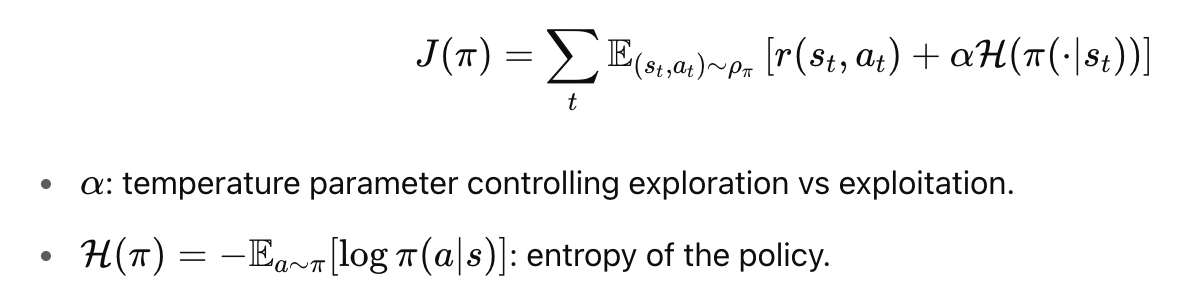 J(π) = ∑_t 𝔼_{(s_t,a_t)∼ρ_π} [r(s_t, a_t) + αℋ(π(·|s_t))]
• α: temperature parameter controlling exploration vs exploitation.
• ℋ(π) = −𝔼_{a∼π}[log π(a|s)]: entropy of the policy.